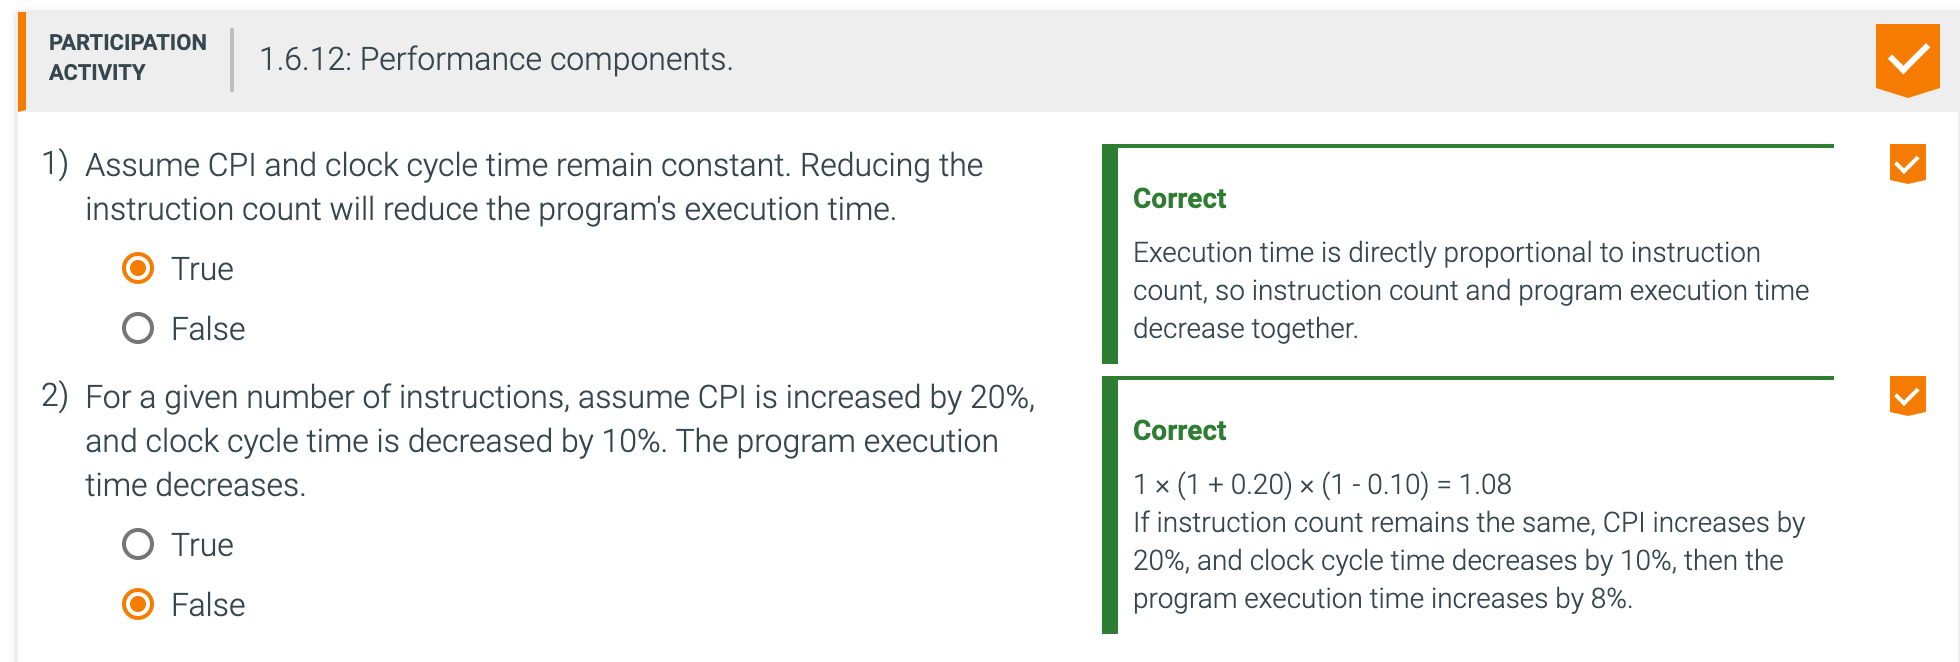 PARTICIPATION
ACTIVITY
1.6.12: Performance components.
1) Assume CPI and clock cycle time remain constant. Reducing the
instruction count will reduce the program's execution time.
True
False
Correct
Execution time is directly proportional to instruction
count, so instruction count and program execution time
decrease together.
2) For a given number of instructions, assume CPI is increased by 20%,
and clock cycle time is decreased by 10%. The program execution
time decreases.
True
False
Correct
1 × (1 + 0.20) × (1 - 0.10) = 1.08
If instruction count remains the same, CPI increases by
20%, and clock cycle time decreases by 10%, then the
program execution time increases by 8%.